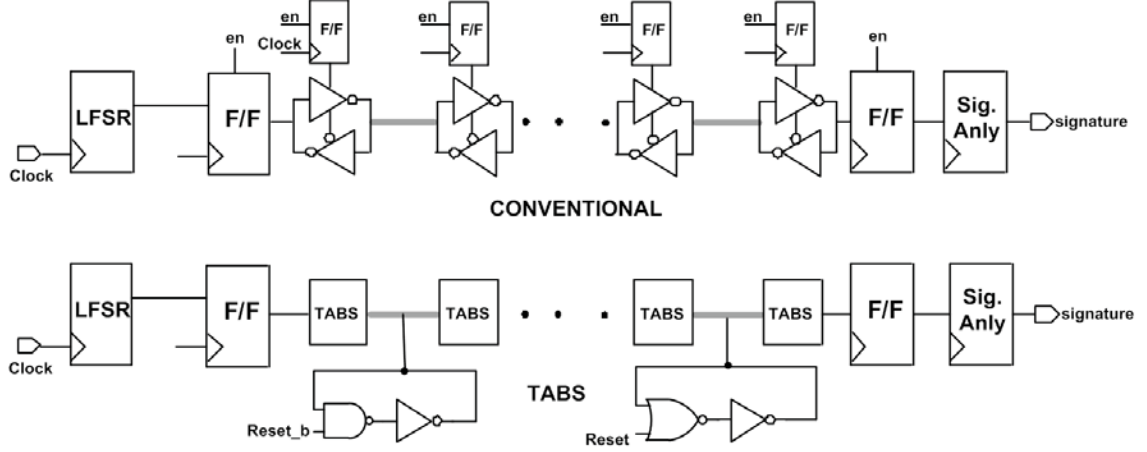 en
en
en
en
F/F
F/F
F/F
F/F
Clock
en
en
LFSR
F/F
F/F
Sig.
Anly
signature
Clock
CONVENTIONAL
LFSR
F/F
TABS
TABS
TABS
TABS
F/F
Sig.
Anly
signature
Clock
TABS
Reset_b
Reset